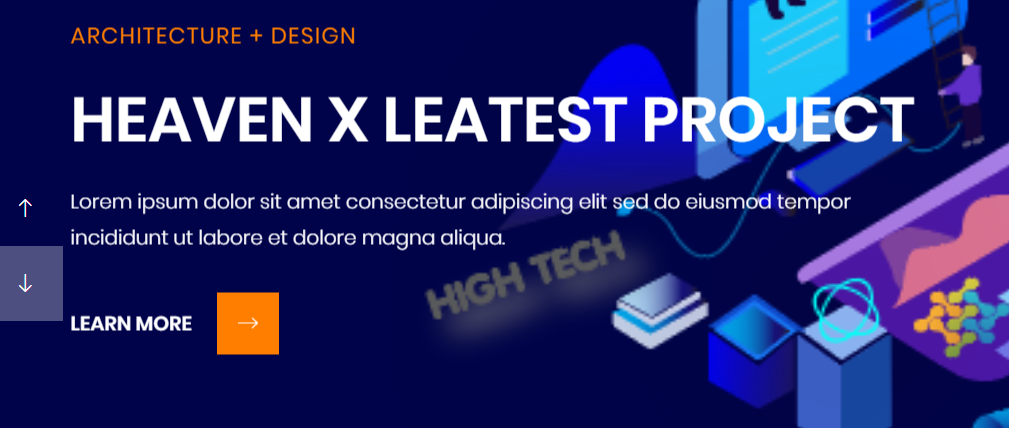 ARCHITECTURE + DESIGN
HEAVEN X LEATEST PROJECT
Lorem ipsum dolor sit amet consectetur adipiscing elit sed do eiusmod tempor
incididunt ut labore et dolore magna aliqua.
HIGH TECH
LEARN MORE